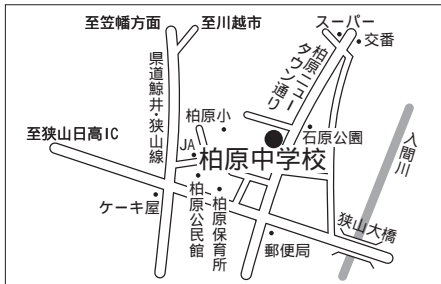 至笠幡方面
至川越市
スーパー
交番
県道鯨井・狭山線
柏原ニュー
タウン通り
柏原小
石原公園
至狭山日高IC
JA
柏原中学校
入間川
ケーキ屋
柏原公民館
柏原保育所
狭山大橋
郵便局